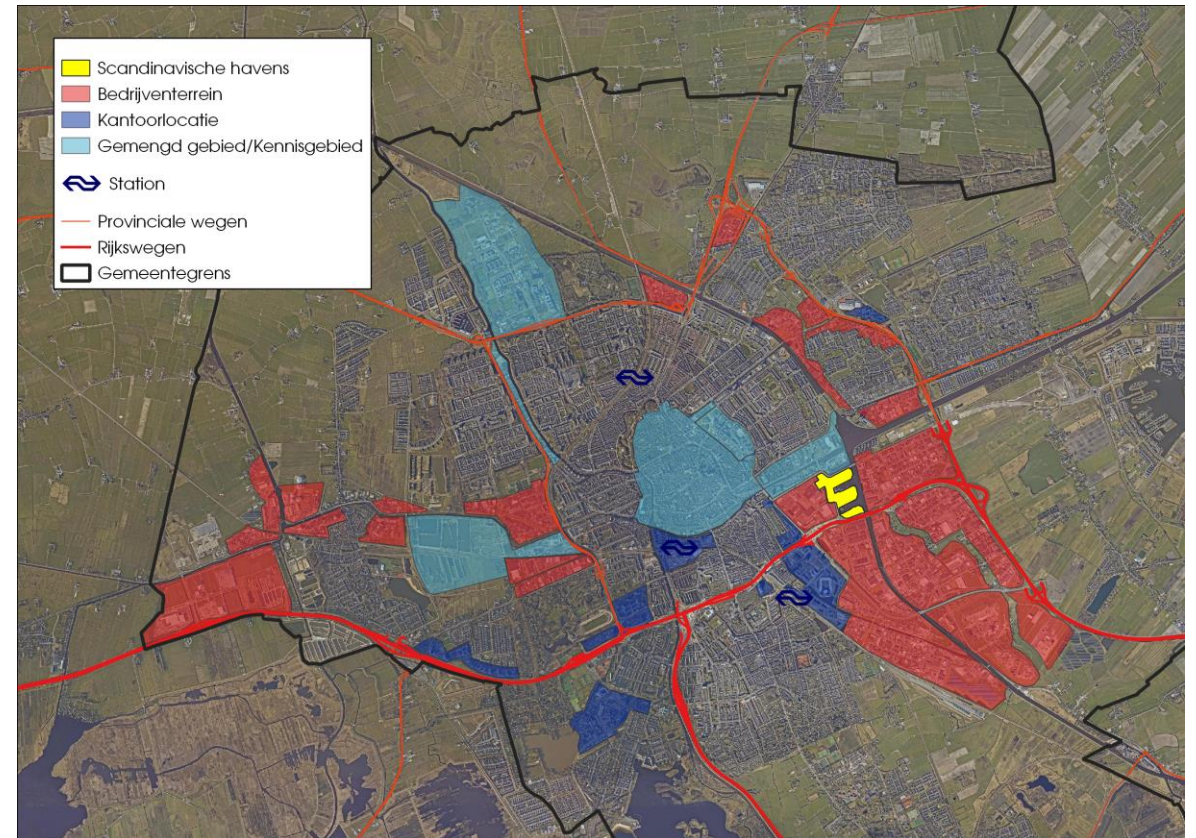 Scandinavische havens
Bedrijventerrein
Kantoorlocatie
Gemengd gebied/Kennisgebied
Station
Provinciale wegen
Rijkswegen
Gemeentegrens